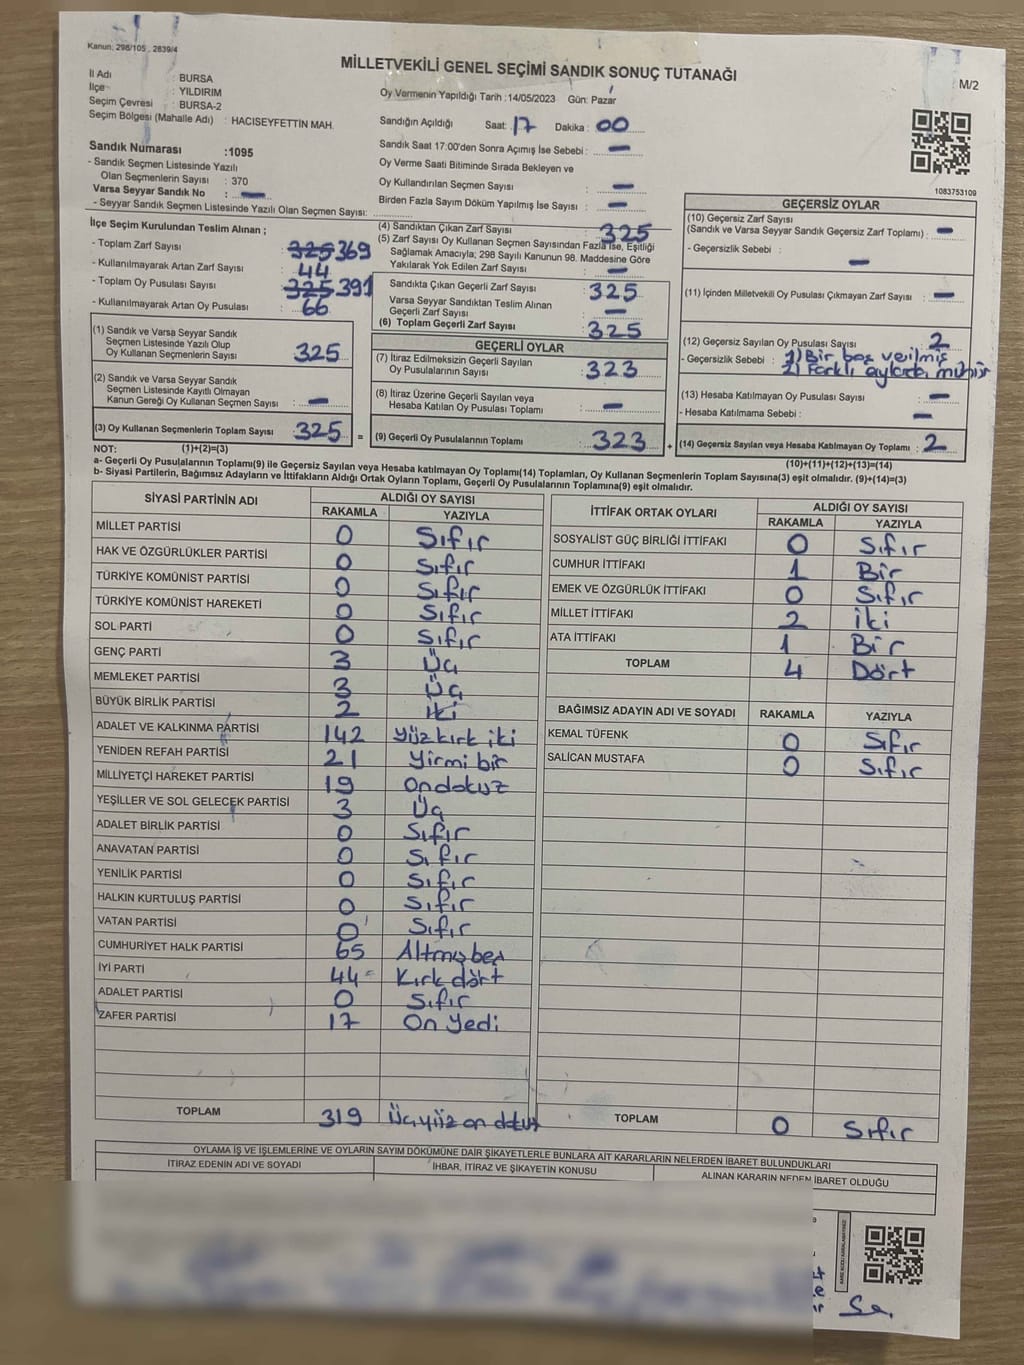 Kanun: 298/105 , 2839/4
MİLLETVEKİLİ GENEL SEÇİMİ SANDIK SONUÇ TUTANAĞI
M/2
İl Adı : BURSA
İlçe : YILDIRIM
Seçim Çevresi : BURSA-2
Seçim Bölgesi (Mahalle Adı) : HACISEYFETTİN MAH.
Sandık Numarası :1095
- Sandık Seçmen Listesinde Yazılı
Olan Seçmenlerin Sayısı : 370
Varsa Seyyar Sandık No : —
- Seyyar Sandık Seçmen Listesinde Yazılı Olan Seçmen Sayısı:
Oy Vermenin Yapıldığı Tarih :14/05/2023 Gün: Pazar
Sandığın Açıldığı Saat: 17 Dakika: 00
Sandık Saat 17:00'den Sonra Açımış İse Sebebi : —
Oy Verme Saati Bitiminde Sırada Bekleyen ve
Oy Kullandırılan Seçmen Sayısı —
Birden Fazla Sayım Döküm Yapılmış İse Sayısı : —
1083753109
İlçe Seçim Kurulundan Teslim Alınan ;
- Toplam Zarf Sayısı : 325 369
- Kullanılmayarak Artan Zarf Sayısı : 44
- Toplam Oy Pusulası Sayısı : 325 391
- Kullanılmayarak Artan Oy Pusulası : 66
(1) Sandık ve Varsa Seyyar Sandık
Seçmen Listesinde Yazılı Olup
Oy Kullanan Seçmenlerin Sayısı : 325
(2) Sandık ve Varsa Seyyar Sandık
Seçmen Listesinde Kayıtlı Olmayan
Kanun Gereği Oy Kullanan Seçmen Sayısı : —
(3) Oy Kullanan Seçmenlerin Toplam Sayısı : 325 =
(4) Sandıktan Çıkan Zarf Sayısı : 325
(5) Zarf Sayısı Oy Kullanan Seçmen Sayısından Fazla İse, Eşitliği
Sağlamak Amacıyla; 298 Sayılı Kanunun 98. Maddesine Göre
Yakılarak Yok Edilen Zarf Sayısı : —
Sandıkta Çıkan Geçerli Zarf Sayısı : 325
Varsa Seyyar Sandıktan Teslim Alınan
Geçerli Zarf Sayısı : —
(6) Toplam Geçerli Zarf Sayısı : 325
GEÇERLİ OYLAR
(7) İtiraz Edilmeksizin Geçerli Sayılan
Oy Pusulalarının Sayısı : 323
(8) İtiraz Üzerine Geçerli Sayılan veya
Hesaba Katılan Oy Pusulası Toplamı : —
(9) Geçerli Oy Pusulalarının Toplamı : 323 +
GEÇERSİZ OYLAR
(10) Geçersiz Zarf Sayısı
(Sandık ve Varsa Seyyar Sandık Geçersiz Zarf Toplamı) : —
- Geçersizlik Sebebi : —
(11) İçinden Milletvekili Oy Pusulası Çıkmayan Zarf Sayısı : —
(12) Geçersiz Sayılan Oy Pusulası Sayısı : 2
- Geçersizlik Sebebi : 1) Bir boş verilmiş
2) Farklı oylarda mühür
(13) Hesaba Katılmayan Oy Pusulası Sayısı : —
- Hesaba Katılmama Sebebi : —
(14) Geçersiz Sayılan veya Hesaba Katılmayan Oy Toplamı : 2
NOT: (1)+(2)=(3)
(10)+(11)+(12)+(13)=(14)
a- Geçerli Oy Pusulalarının Toplamı(9) ile Geçersiz Sayılan veya Hesaba katılmayan Oy Toplamı(14) Toplamları, Oy Kullanan Seçmenlerin Toplam Sayısına(3) eşit olmalıdır. (9)+(14)=(3)
b- Siyasi Partilerin, Bağımsız Adayların ve İttifakların Aldığı Ortak Oyların Toplamı, Geçerli Oy Pusulalarının Toplamına(9) eşit olmalıdır.
SİYASİ PARTİNİN ADI ALDIĞI OY SAYISI
RAKAMLA YAZIYLA
MİLLET PARTİSİ 0 Sıfır
HAK VE ÖZGÜRLÜKLER PARTİSİ 0 Sıfır
TÜRKİYE KOMÜNİST PARTİSİ 0 Sıfır
TÜRKİYE KOMÜNİST HAREKETİ 0 Sıfır
SOL PARTİ 0 Sıfır
GENÇ PARTİ 3 Üç
MEMLEKET PARTİSİ 3 Üç
BÜYÜK BİRLİK PARTİSİ 2 iki
ADALET VE KALKINMA PARTİSİ 142 Yüz kırk iki
YENİDEN REFAH PARTİSİ 21 Yirmi bir
MİLLİYETÇİ HAREKET PARTİSİ 19 On dokuz
YEŞİLLER VE SOL GELECEK PARTİSİ 3 Üç
ADALET BİRLİK PARTİSİ 0 Sıfır
ANAVATAN PARTİSİ 0 Sıfır
YENİLİK PARTİSİ 0 Sıfır
HALKIN KURTULUŞ PARTİSİ 0 Sıfır
VATAN PARTİSİ 0 Sıfır
CUMHURİYET HALK PARTİSİ 65 Altmış beş
İYİ PARTİ 44 Kırk dört
ADALET PARTİSİ 0 Sıfır
ZAFER PARTİSİ 17 On yedi
TOPLAM 319 Üç yüz on dokuz
İTTİFAK ORTAK OYLARI ALDIĞI OY SAYISI
RAKAMLA YAZIYLA
SOSYALİST GÜÇ BİRLİĞİ İTTİFAKI 0 Sıfır
CUMHUR İTTİFAKI 1 Bir
EMEK VE ÖZGÜRLÜK İTTİFAKI 0 Sıfır
MİLLET İTTİFAKI 2 iki
ATA İTTİFAKI 1 Bir
TOPLAM 4 Dört
BAĞIMSIZ ADAYIN ADI VE SOYADI RAKAMLA YAZIYLA
KEMAL TÜFENK 0 Sıfır
SALİCAN MUSTAFA 0 Sıfır
TOPLAM 0 Sıfır
OYLAMA İŞ VE İŞLEMLERİNE VE OYLARIN SAYIM DÖKÜMÜNE DAİR ŞİKAYETLERLE BUNLARA AİT KARARLARIN NELERDEN İBARET BULUNDUKLARI
İTİRAZ EDENİN ADI VE SOYADI İHBAR, İTİRAZ VE ŞİKAYETİN KONUSU ALINAN KARARIN NEDEN İBARET OLDUĞU